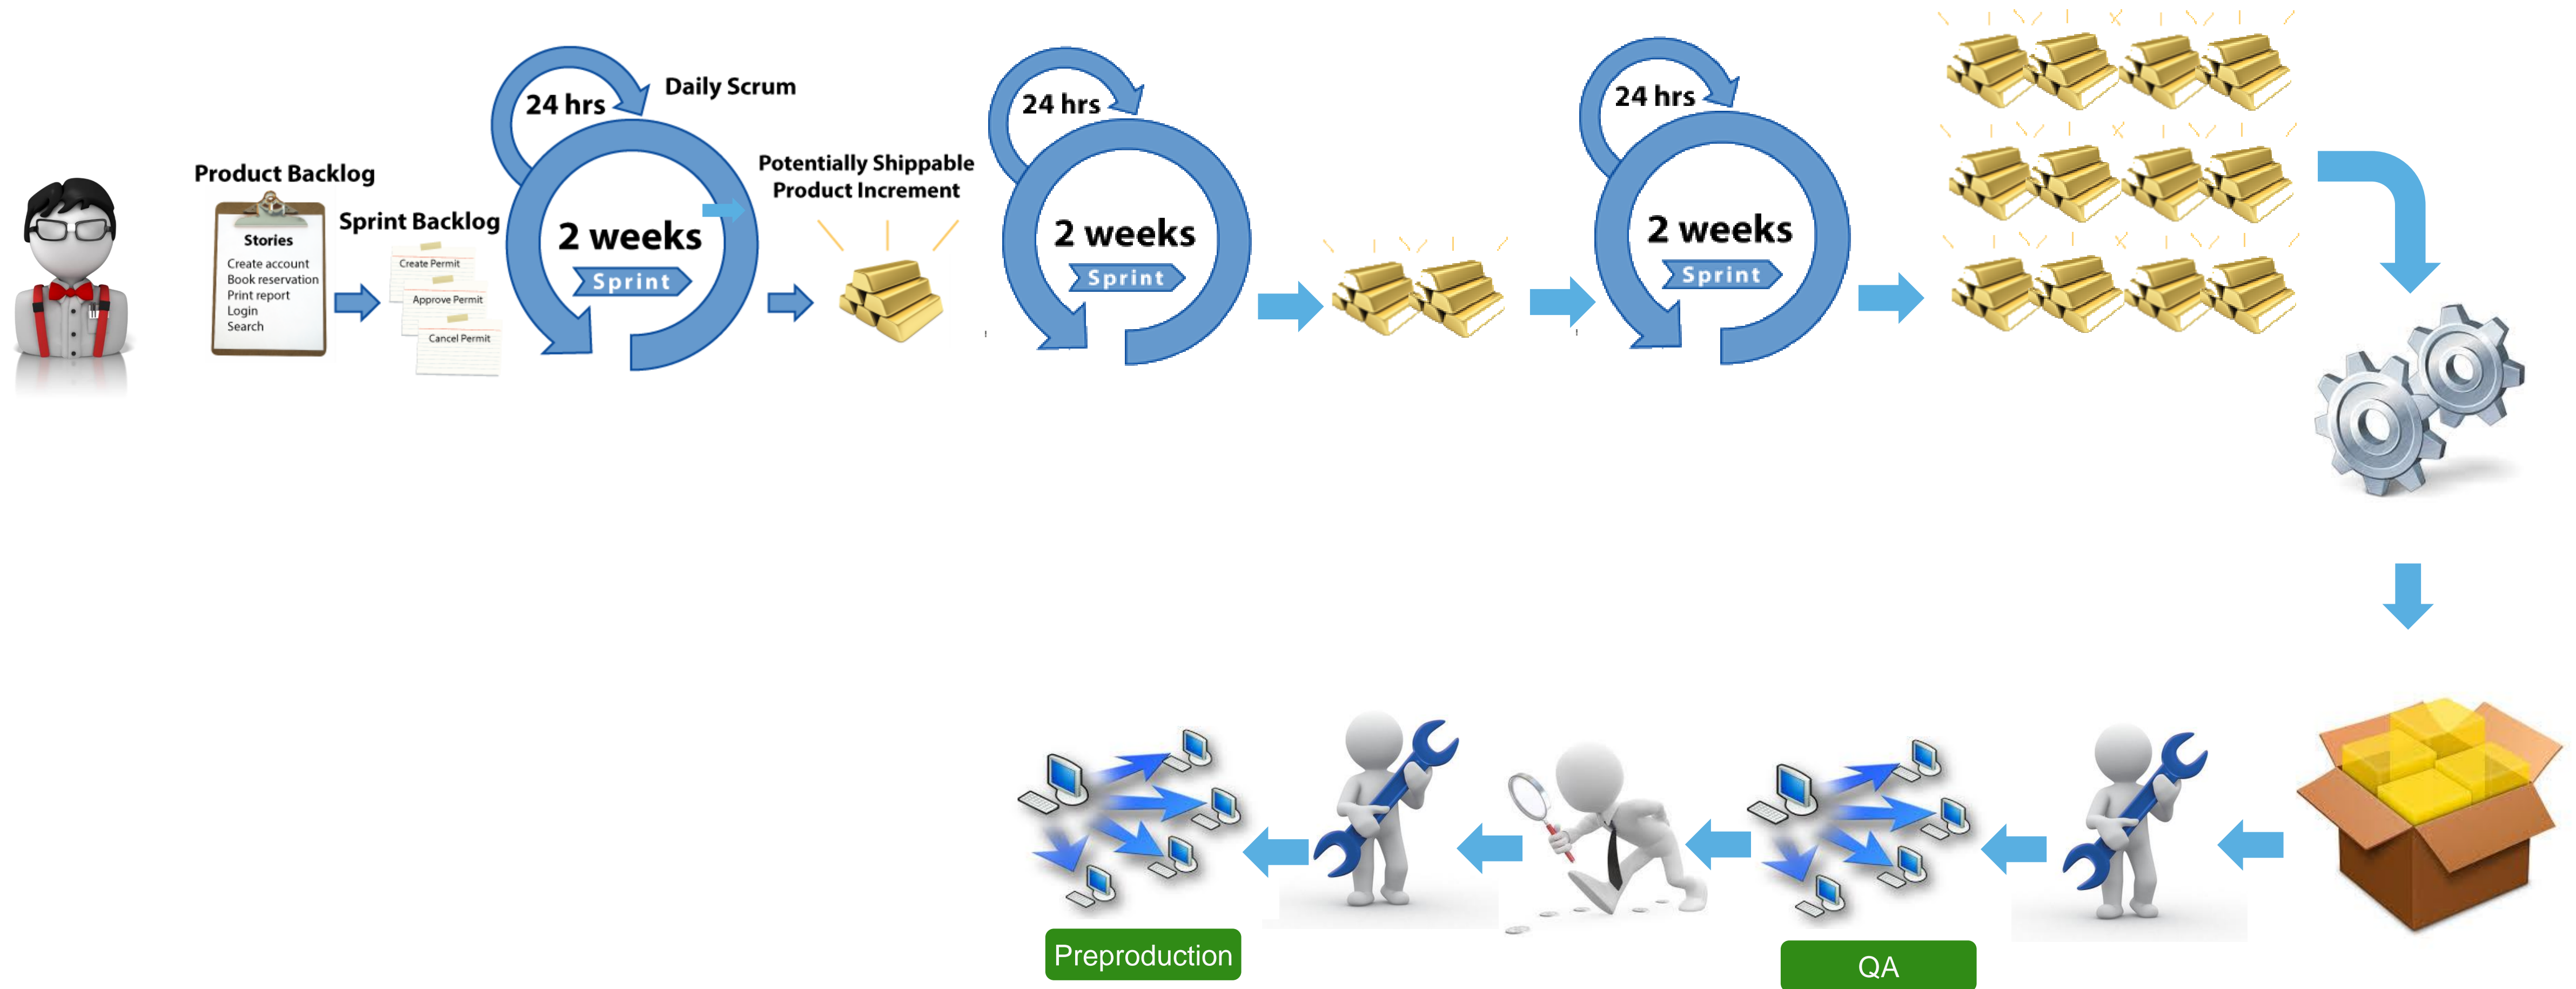 Product Backlog
Stories
Create account
Book reservation
Print report
Login
Search
Sprint Backlog
Create Permit
Approve Permit
Cancel Permit
24 hrs
Daily Scrum
2 weeks
Sprint
Potentially Shippable
Product Increment
24 hrs
2 weeks
Sprint
24 hrs
2 weeks
Sprint
Preproduction
QA